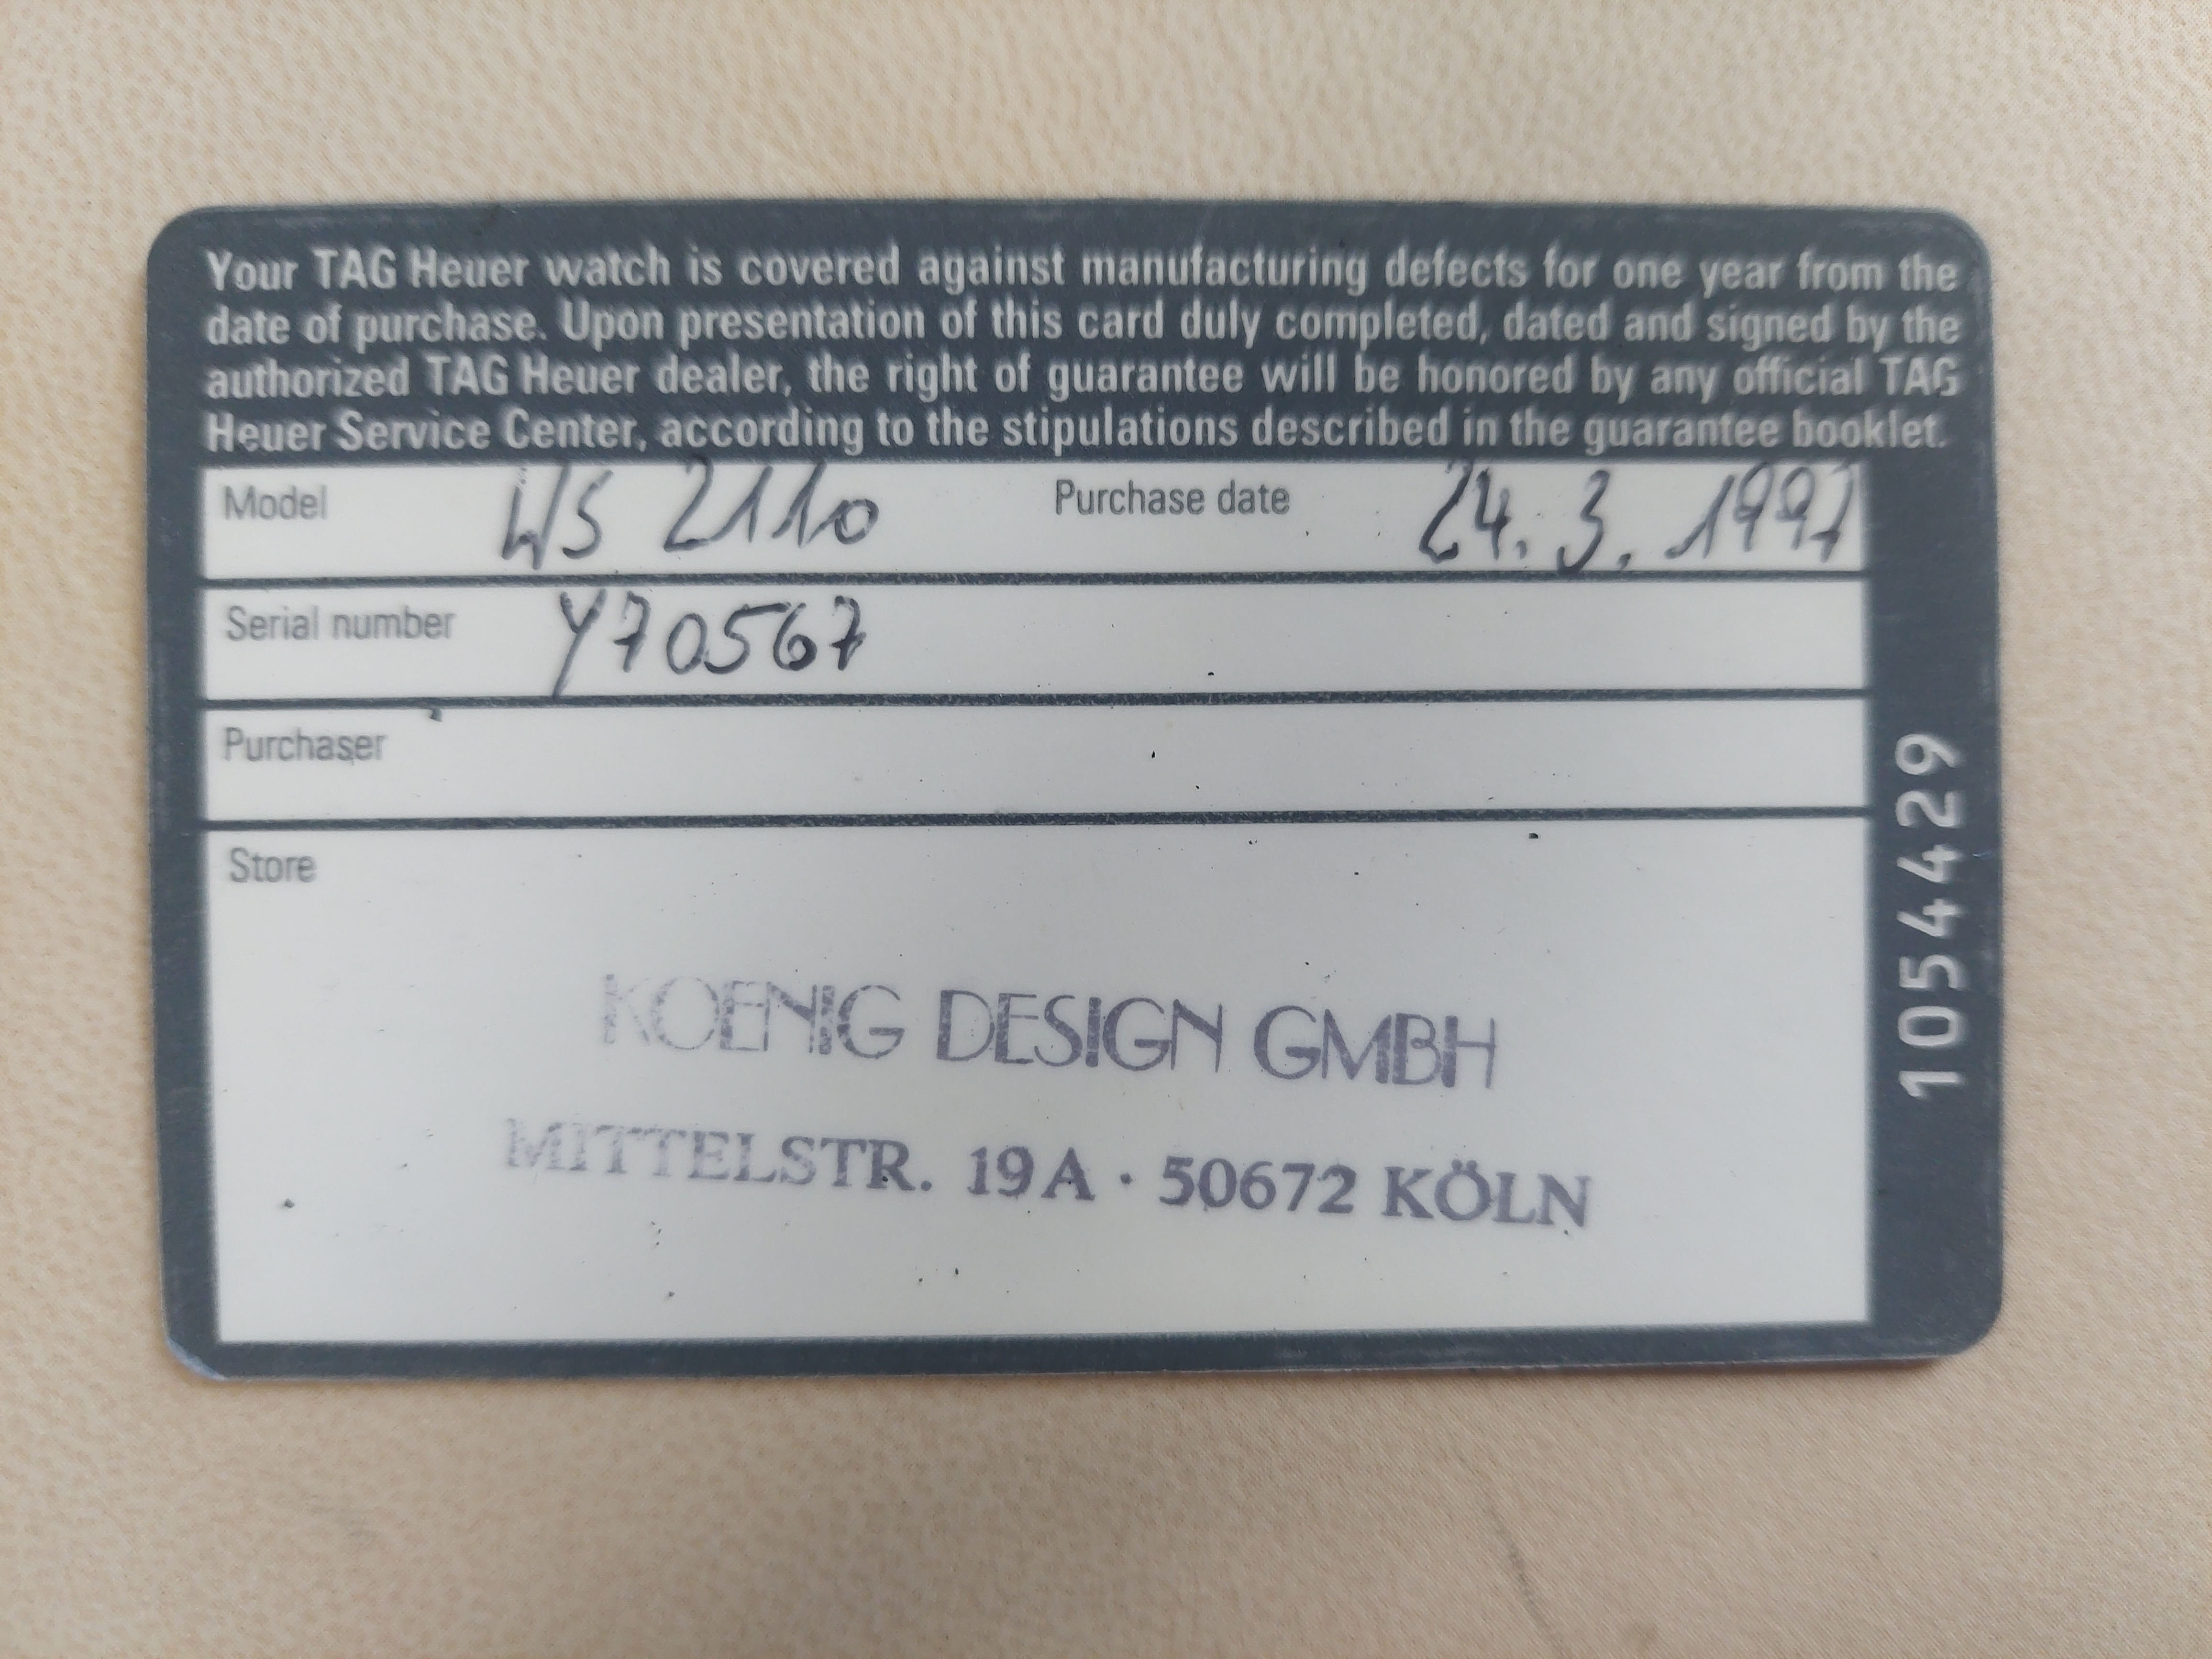 Your TAG Heuer watch is covered against manufacturing defects for one year from the
date of purchase. Upon presentation of this card duly completed, dated and signed by the
authorized TAG Heuer dealer, the right of guarantee will be honored by any official TAG
Heuer Service Center, according to the stipulations described in the guarantee booklet.
Model WS 2110 Purchase date 24.3.1997
Serial number Y70567
Purchaser
Store
KOENIG DESIGN GMBH
MITTELSTR. 19A · 50672 KÖLN
1054429